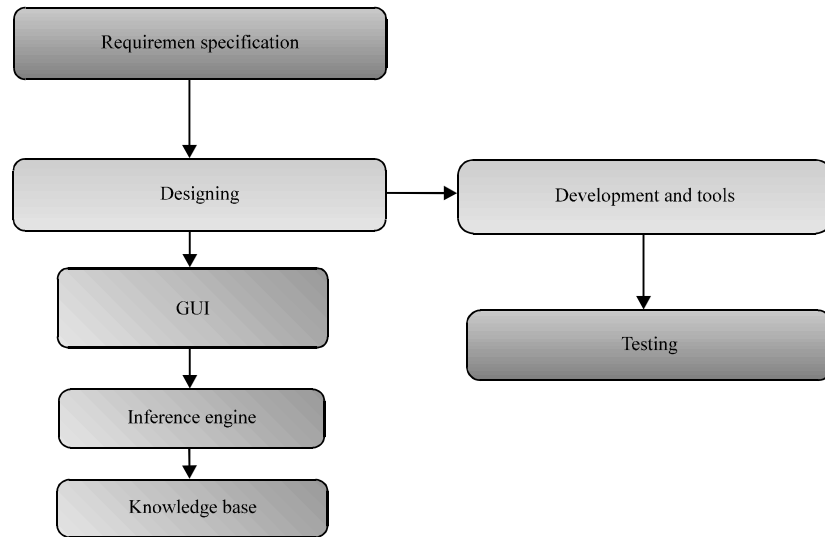 Requiremen specification
Designing
Development and tools
GUI
Testing
Inference engine
Knowledge base